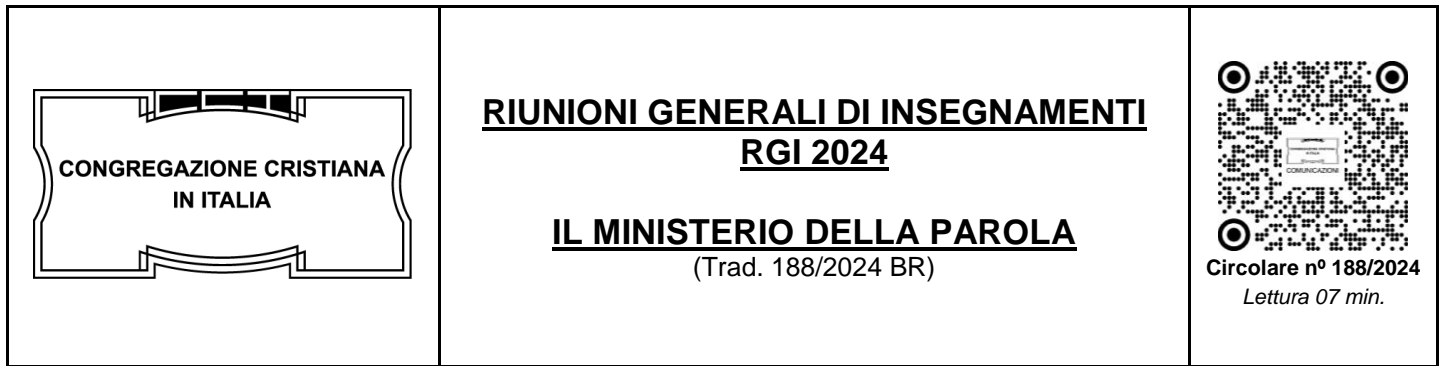 CONGREGAZIONE CRISTIANA
IN ITALIA
RIUNIONI GENERALI DI INSEGNAMENTI
RGI 2024
IL MINISTERIO DELLA PAROLA
(Trad. 188/2024 BR)
COMUNICAZIONI
Circolare nº 188/2024
Lettura 07 min.